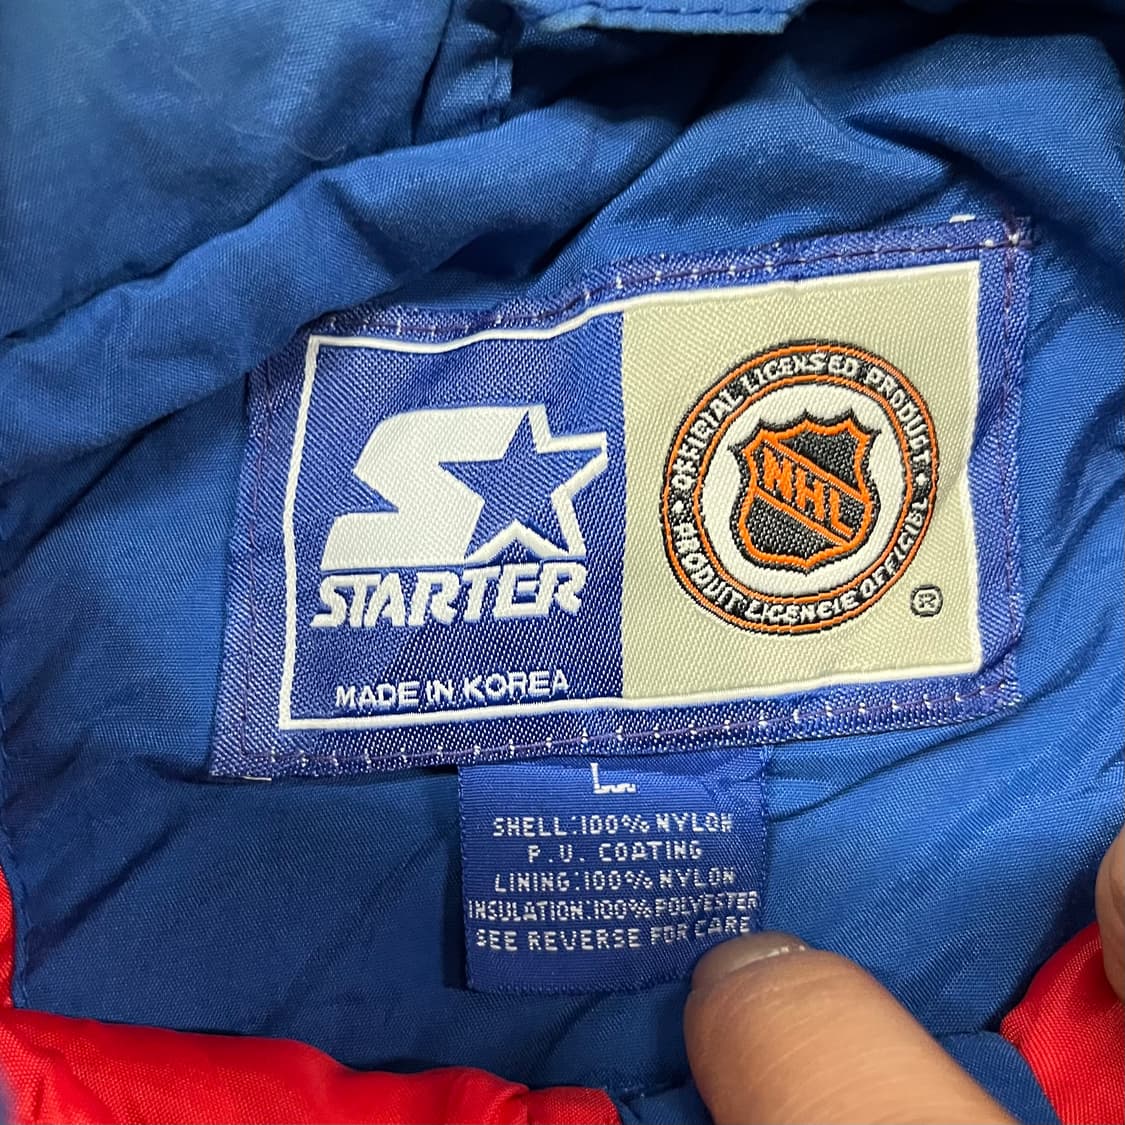 STARTER
MADE IN KOREA
OFFICIAL LICENSED PRODUCT
NHL
PRODUIT LICENCIE OFFICIEL
®
L
SHELL:100% NYLON
P.U. COATING
LINING:100% NYLON
INSULATION:100% POLYESTER
SEE REVERSE FOR CARE